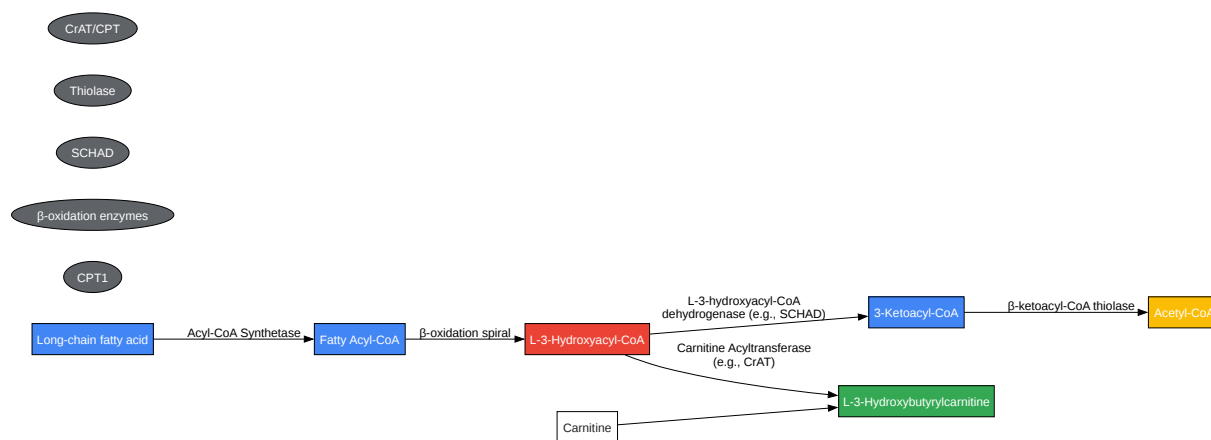 CrAT/CPT
Thiolase
SCHAD
β-oxidation enzymes
CPT1
Long-chain fatty acid
Acyl-CoA Synthetase
Fatty Acyl-CoA
β-oxidation spiral
L-3-Hydroxyacyl-CoA
L-3-hydroxyacyl-CoA
dehydrogenase (e.g., SCHAD)
3-Ketoacyl-CoA
β-ketoacyl-CoA thiolase
Acetyl-CoA
Carnitine Acyltransferase
(e.g., CrAT)
L-3-Hydroxybutyrylcarnitine
Carnitine